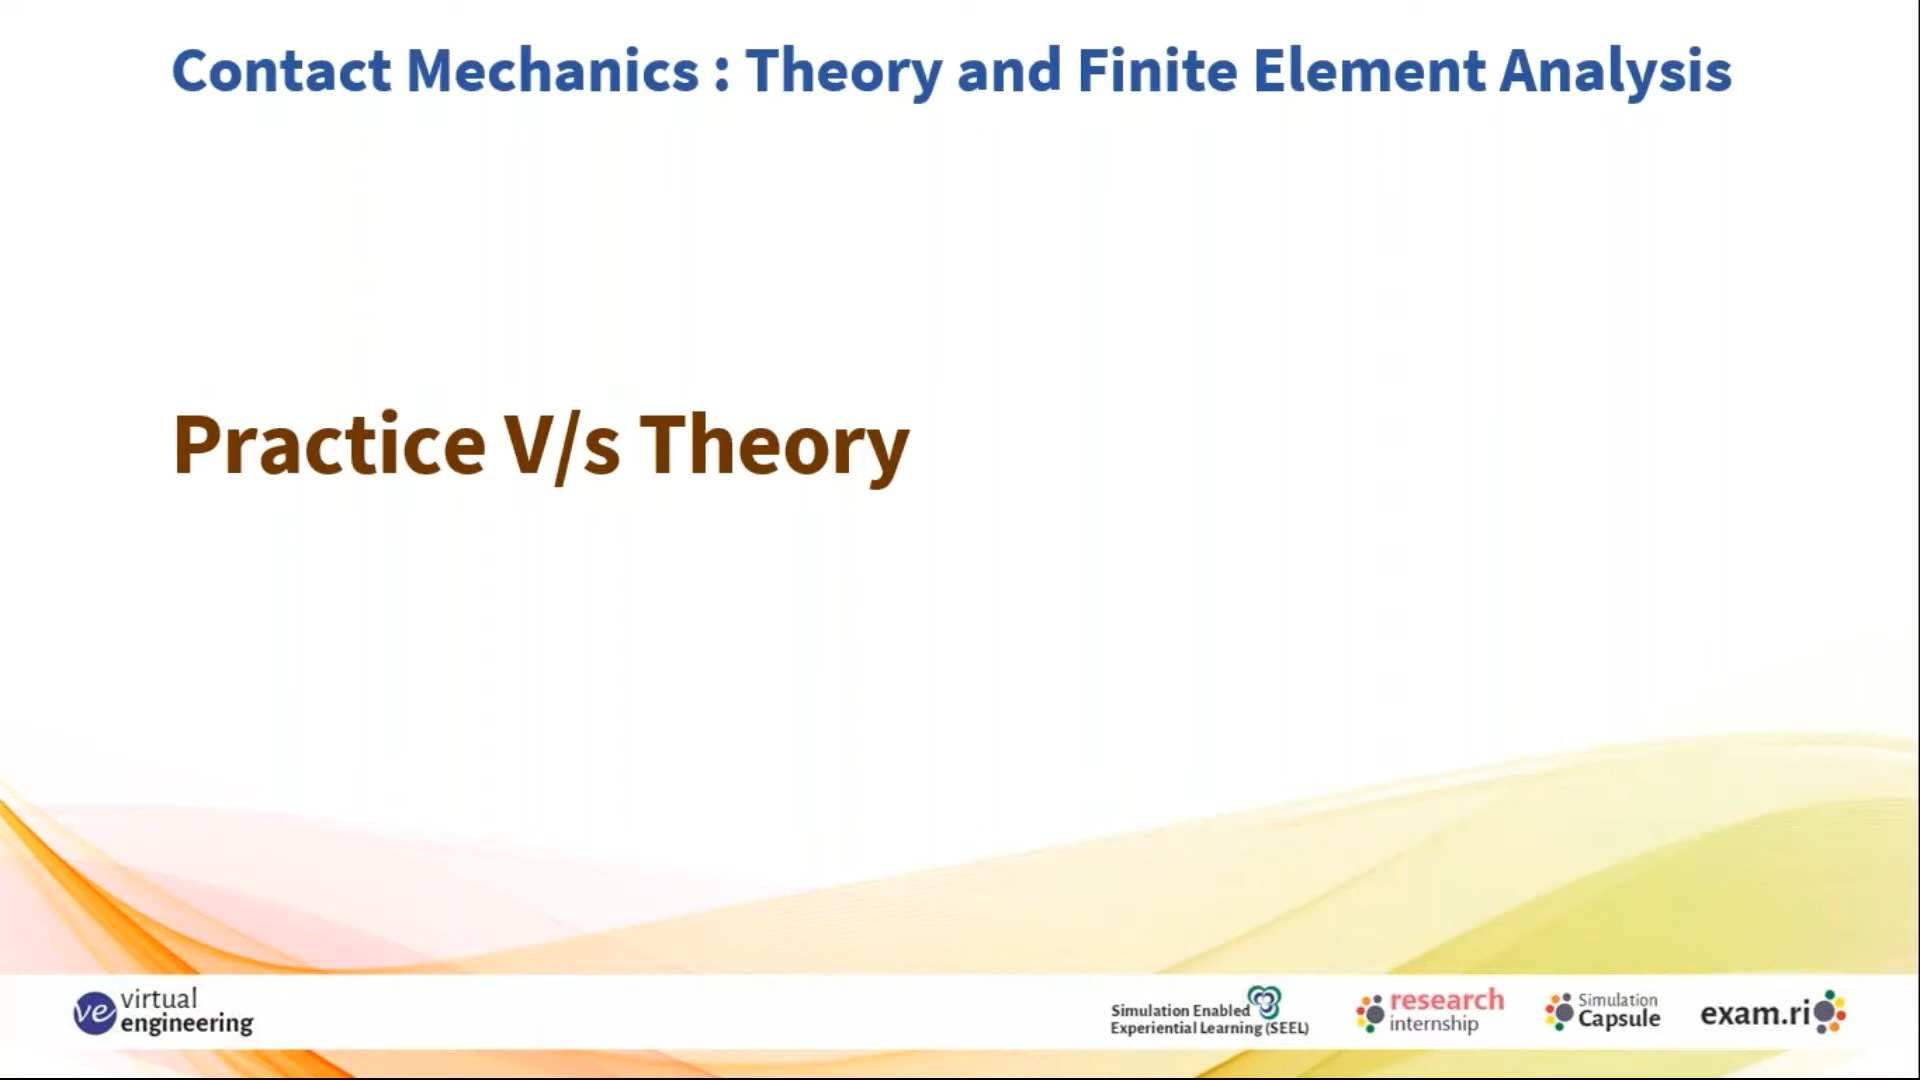 Contact Mechanics : Theory and Finite Element Analysis
Practice V/s Theory
ve virtual
engineering
Simulation Enabled
Experiential Learning (SEEL)
research
internship
Simulation
Capsule
exam.ri